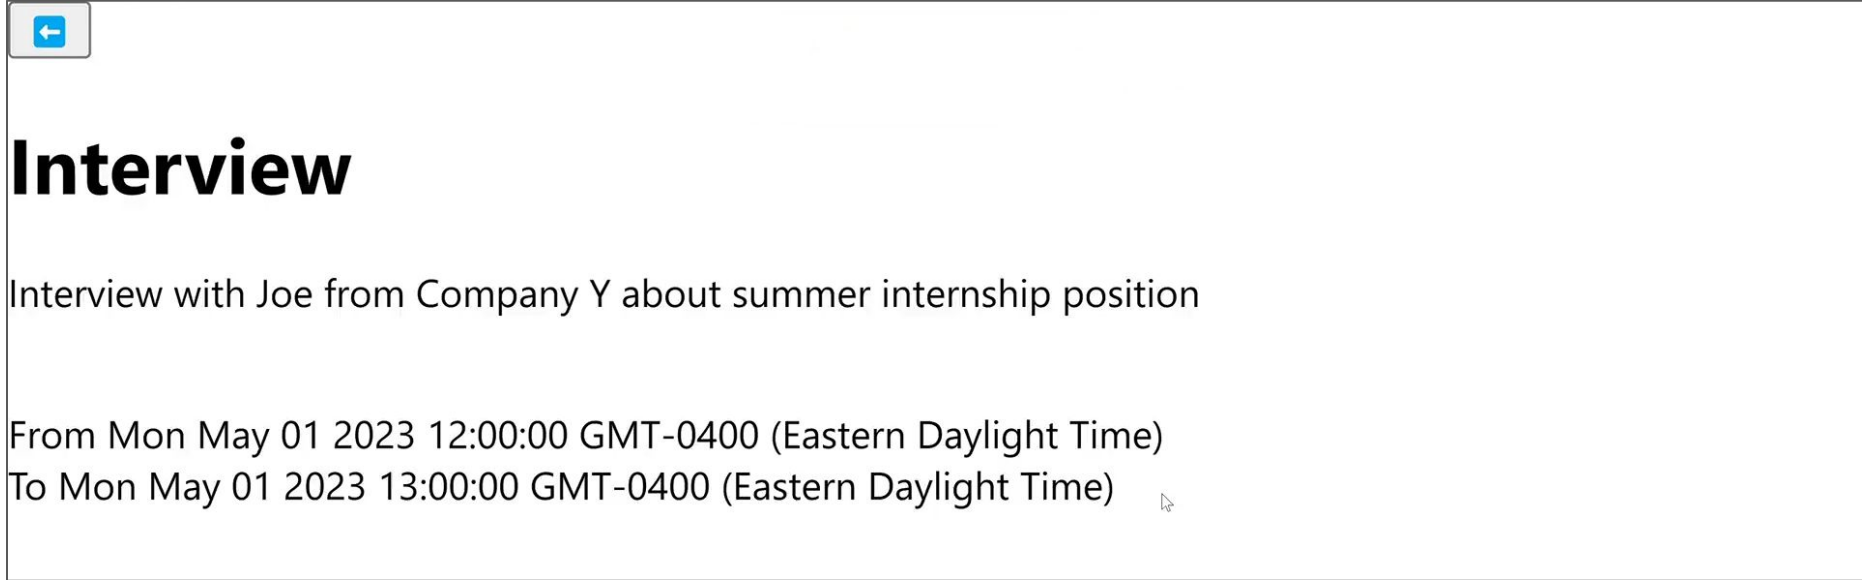 Interview
Interview with Joe from Company Y about summer internship position
From Mon May 01 2023 12:00:00 GMT-0400 (Eastern Daylight Time)
To Mon May 01 2023 13:00:00 GMT-0400 (Eastern Daylight Time)